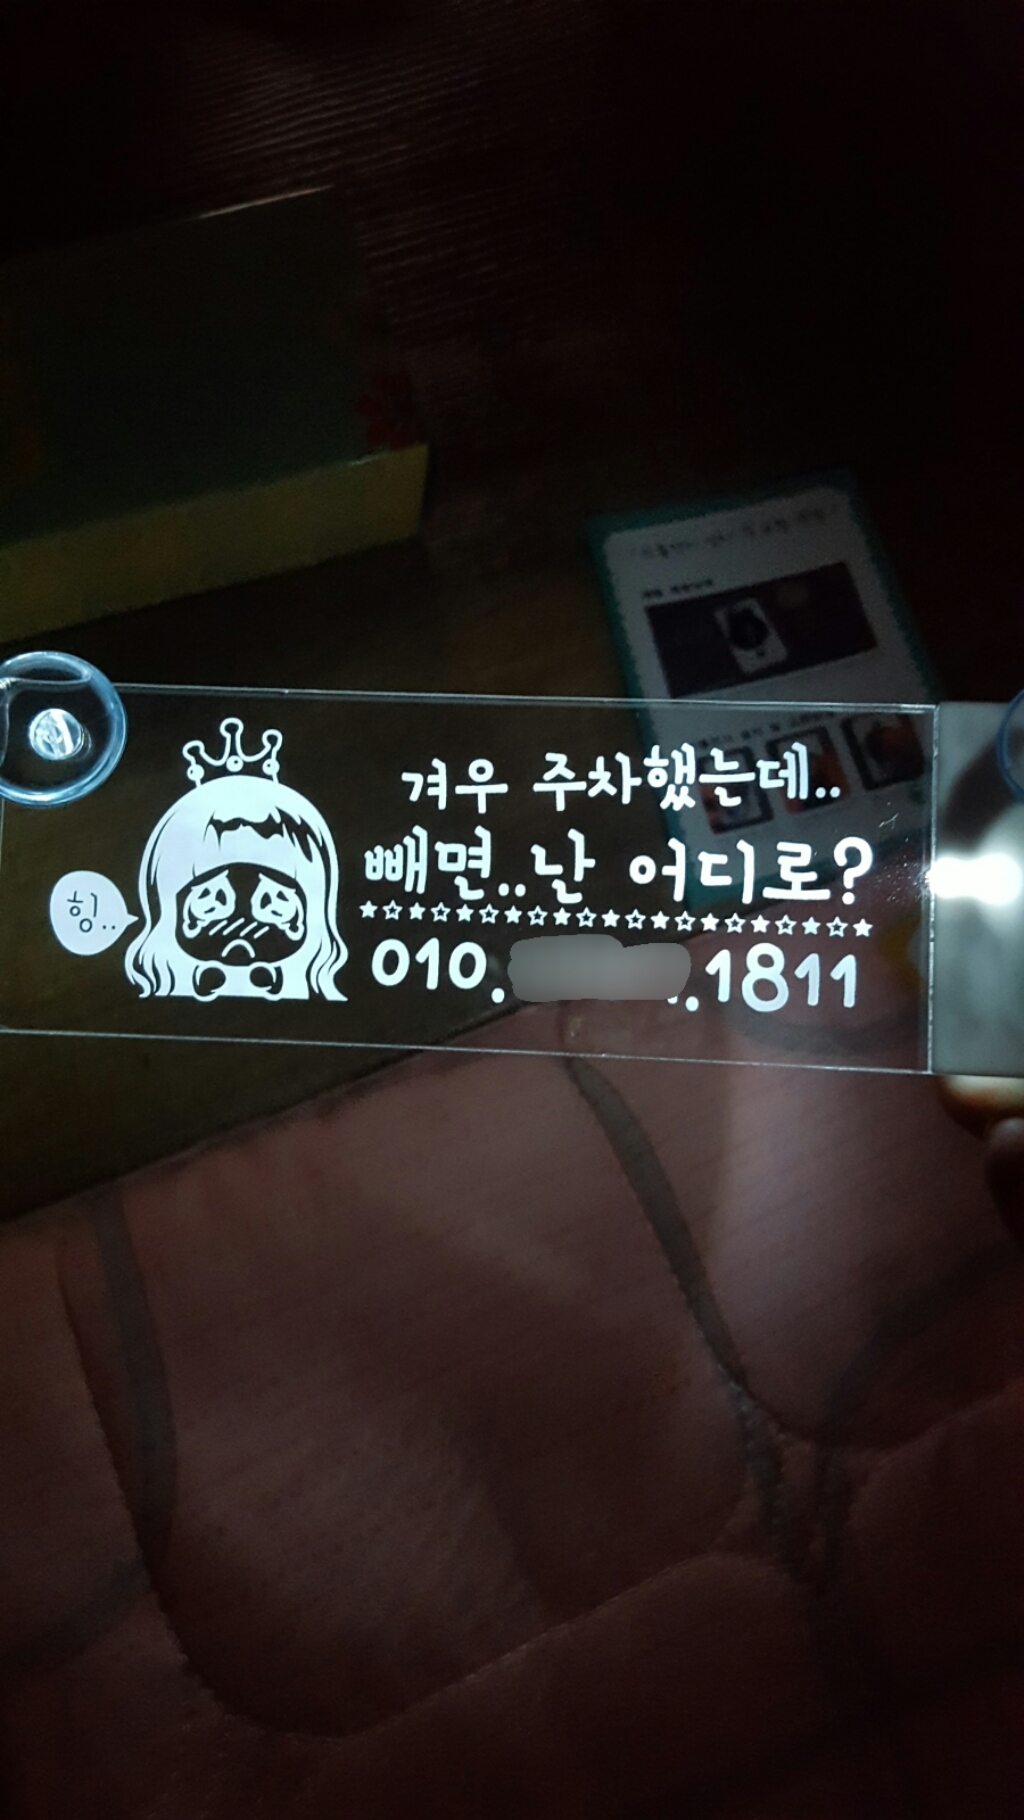 겨우 주차했는데..
빼면..난 어디로?
힝..
010. .1811